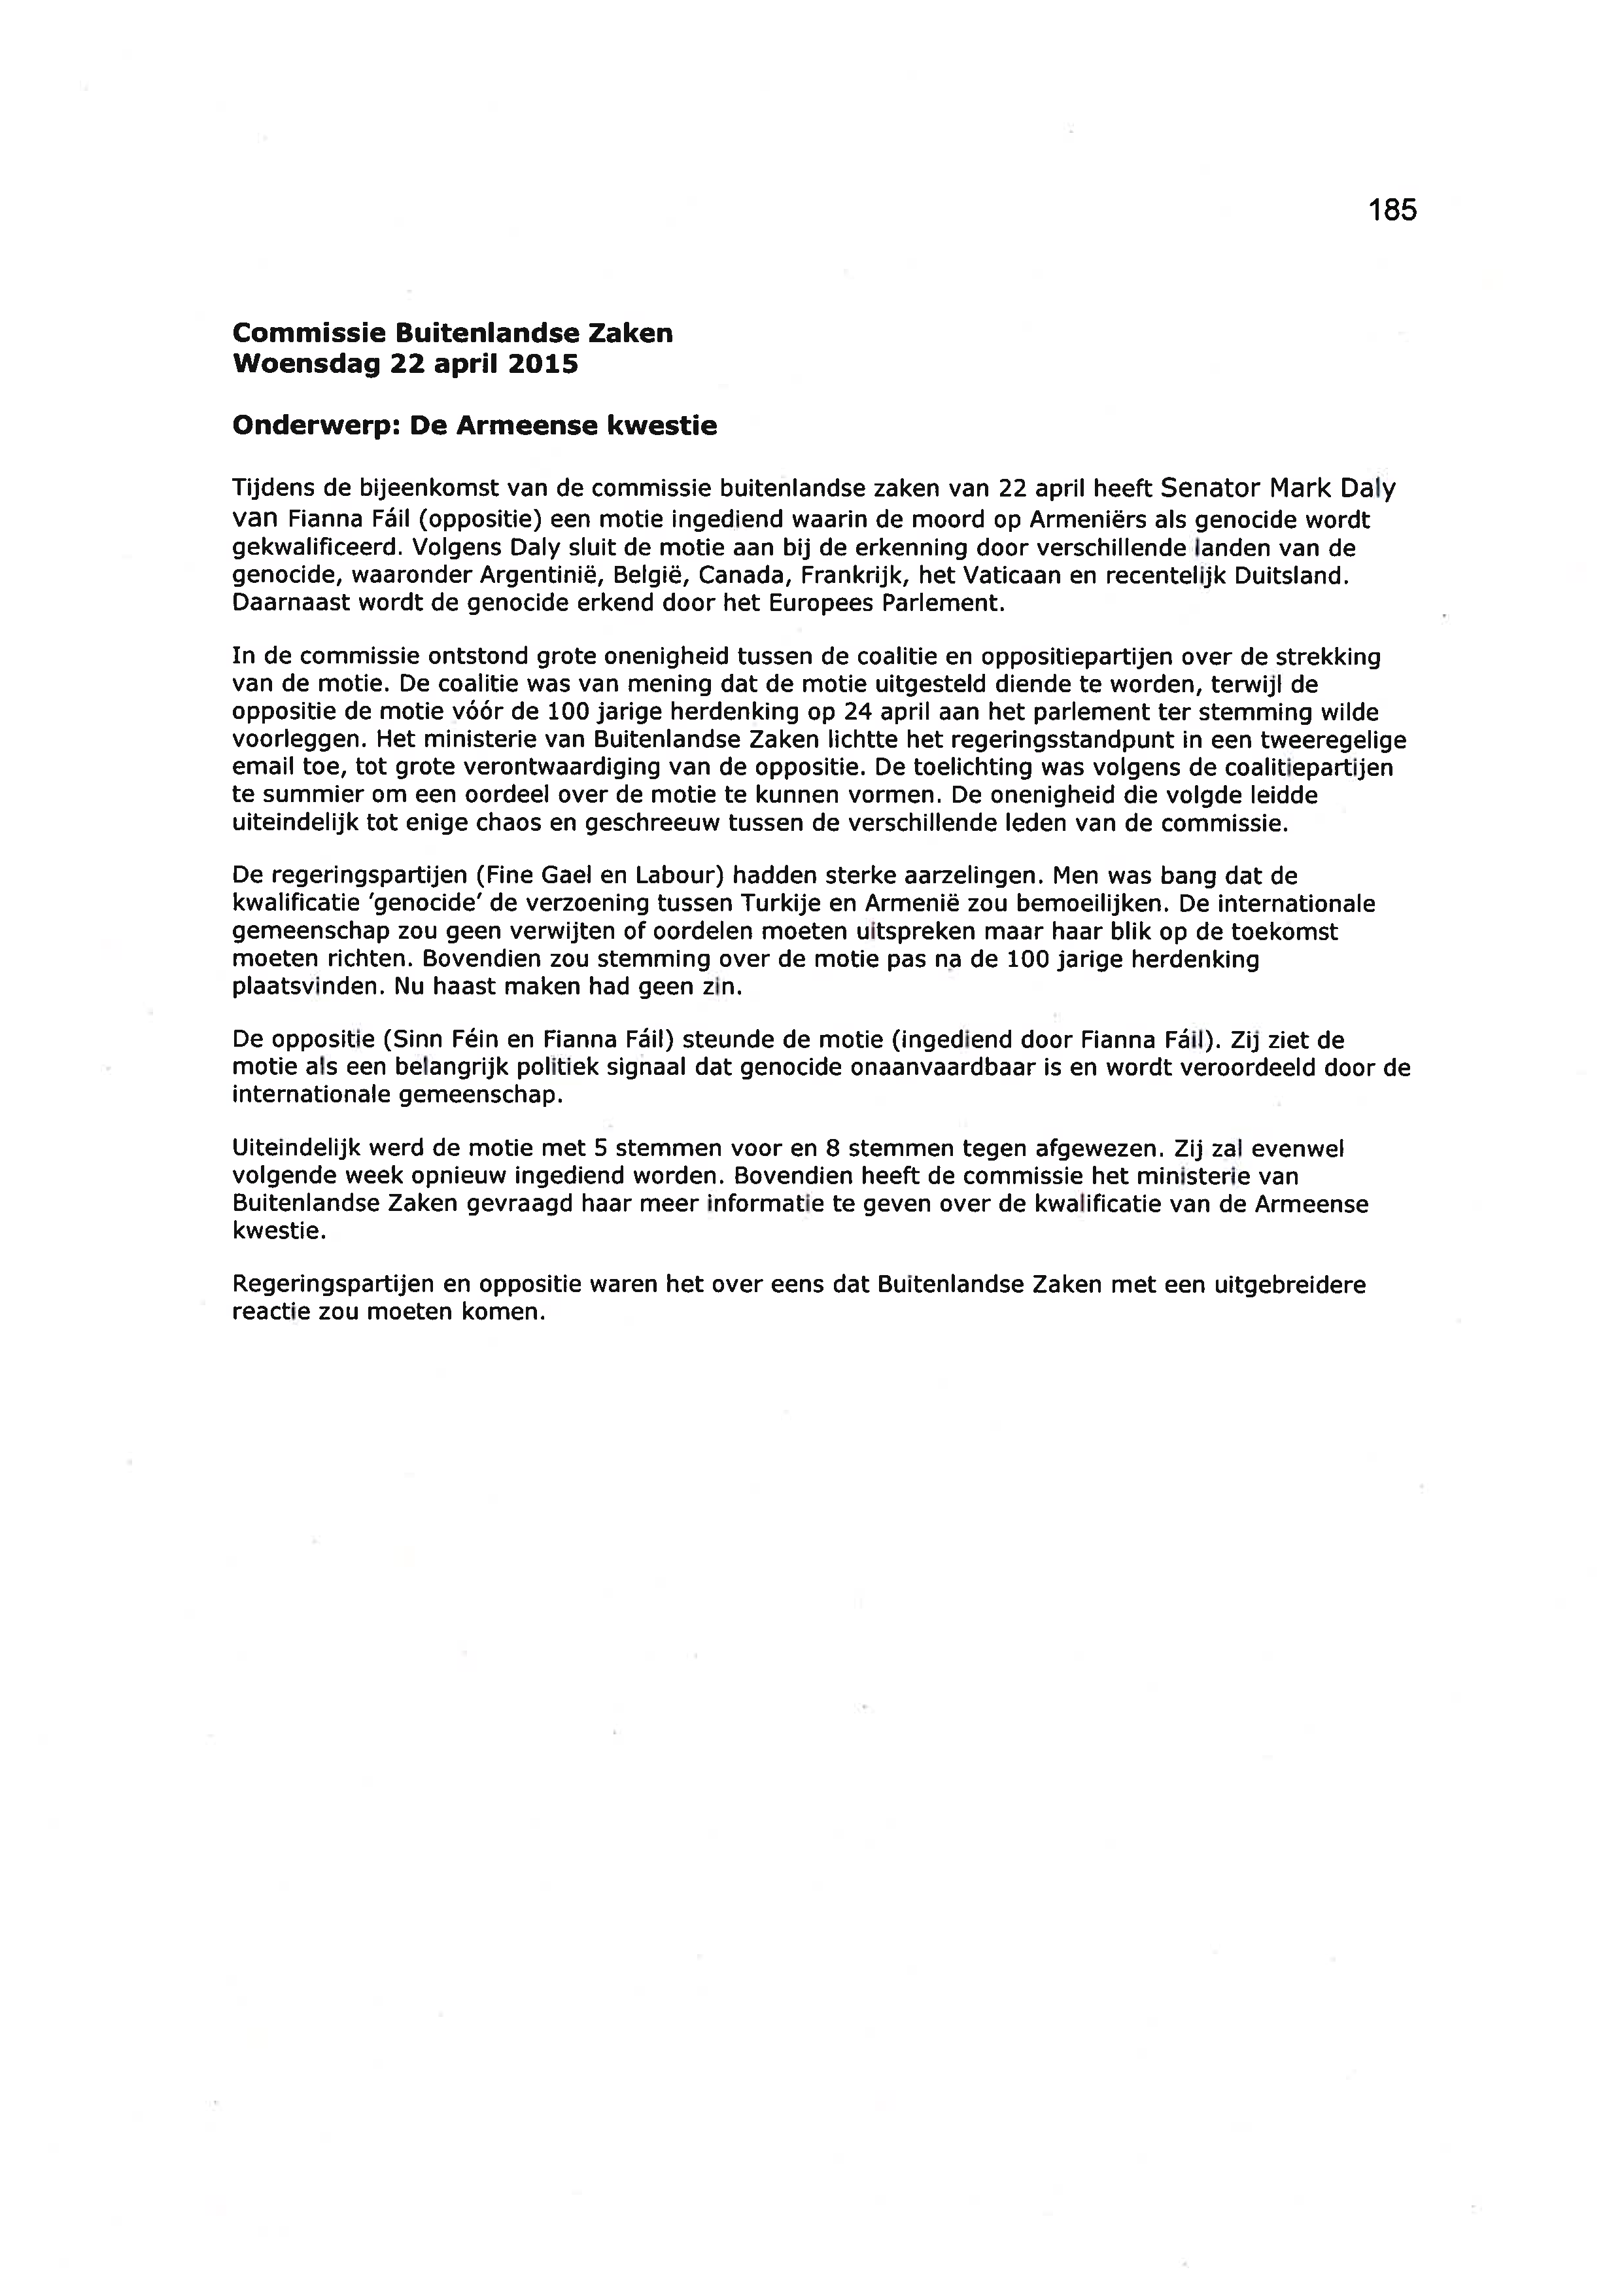 185
Commissie Buitenlandse Zaken
Woensdag 22 april 2015
Onderwerp: De Armeense kwestie
Tijdens de bijeenkomst van de commissie buitenlandse zaken van 22 april heeft Senator Mark Daly
van Fianna Fáil (oppositie) een motie ingediend waarin de moord op Armeniërs als genocide wordt
gekwalificeerd. Volgens Daly sluit de motie aan bij de erkenning door verschillende landen van de
genocide, waaronder Argentinië, België, Canada, Frankrijk, het Vaticaan en recentelijk Duitsland.
Daarnaast wordt de genocide erkend door het Europees Parlement.
In de commissie ontstond grote onenigheid tussen de coalitie en oppositiepartijen over de strekking
van de motie. De coalitie was van mening dat de motie uitgesteld diende te worden, terwijl de
oppositie de motie vóór de 100 jarige herdenking op 24 april aan het parlement ter stemming wilde
voorleggen. Het ministerie van Buitenlandse Zaken lichtte het regeringsstandpunt in een tweeregelige
email toe, tot grote verontwaardiging van de oppositie. De toelichting was volgens de coalitiepartijen
te summier om een oordeel over de motie te kunnen vormen. De onenigheid die volgde leidde
uiteindelijk tot enige chaos en geschreeuw tussen de verschillende leden van de commissie.
De regeringspartijen (Fine Gael en Labour) hadden sterke aarzelingen. Men was bang dat de
kwalificatie 'genocide' de verzoening tussen Turkije en Armenië zou bemoeilijken. De internationale
gemeenschap zou geen verwijten of oordelen moeten uitspreken maar haar blik op de toekomst
moeten richten. Bovendien zou stemming over de motie pas na de 100 jarige herdenking
plaatsvinden. Nu haast maken had geen zin.
De oppositie (Sinn Féin en Fianna Fáil) steunde de motie (ingediend door Fianna Fáil). Zij ziet de
motie als een belangrijk politiek signaal dat genocide onaanvaardbaar is en wordt veroordeeld door de
internationale gemeenschap.
Uiteindelijk werd de motie met 5 stemmen voor en 8 stemmen tegen afgewezen. Zij zal evenwel
volgende week opnieuw ingediend worden. Bovendien heeft de commissie het ministerie van
Buitenlandse Zaken gevraagd haar meer informatie te geven over de kwalificatie van de Armeense
kwestie.
Regeringspartijen en oppositie waren het over eens dat Buitenlandse Zaken met een uitgebreidere
reactie zou moeten komen.